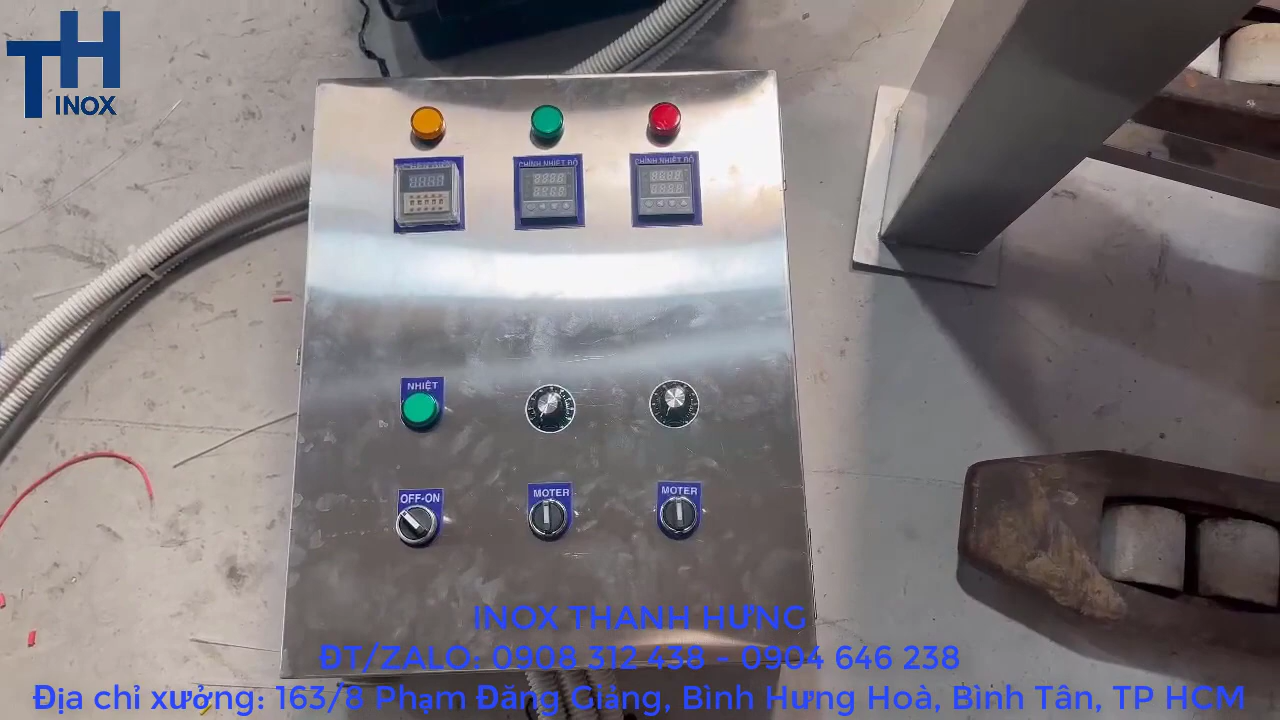 TH
INOX
CHỈNH NHIỆT ĐỘ
CHỈNH NHIỆT ĐỘ
NHIỆT
OFF-ON
MOTER
MOTER
INOX THANH HƯNG
ĐT/ZALO: 0908 312 438 - 0904 646 238
Địa chỉ xưởng: 163/8 Phạm Đăng Giảng, Bình Hưng Hoà, Bình Tân, TP HCM